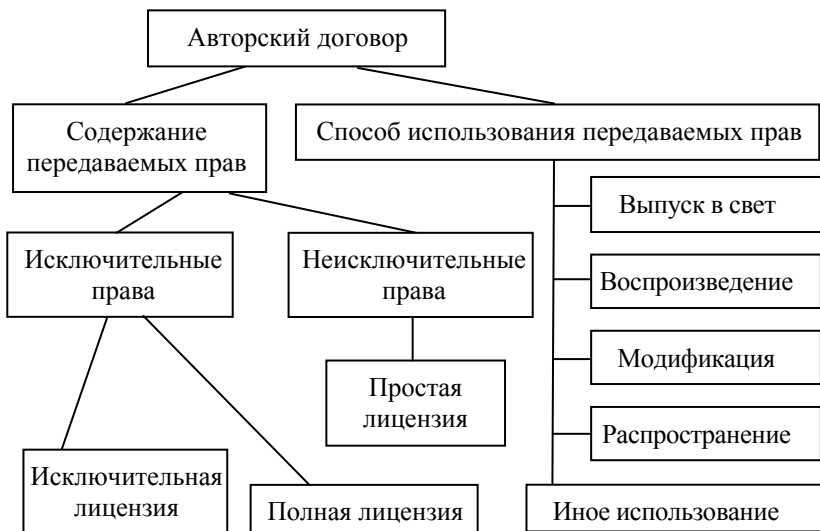 Авторский договор
Содержание
передаваемых прав
Способ использования передаваемых прав
Выпуск в свет
Исключительные
права
Неисключительные
права
Воспроизведение
Простая
лицензия
Модификация
Распространение
Исключительная
лицензия
Полная лицензия
Иное использование